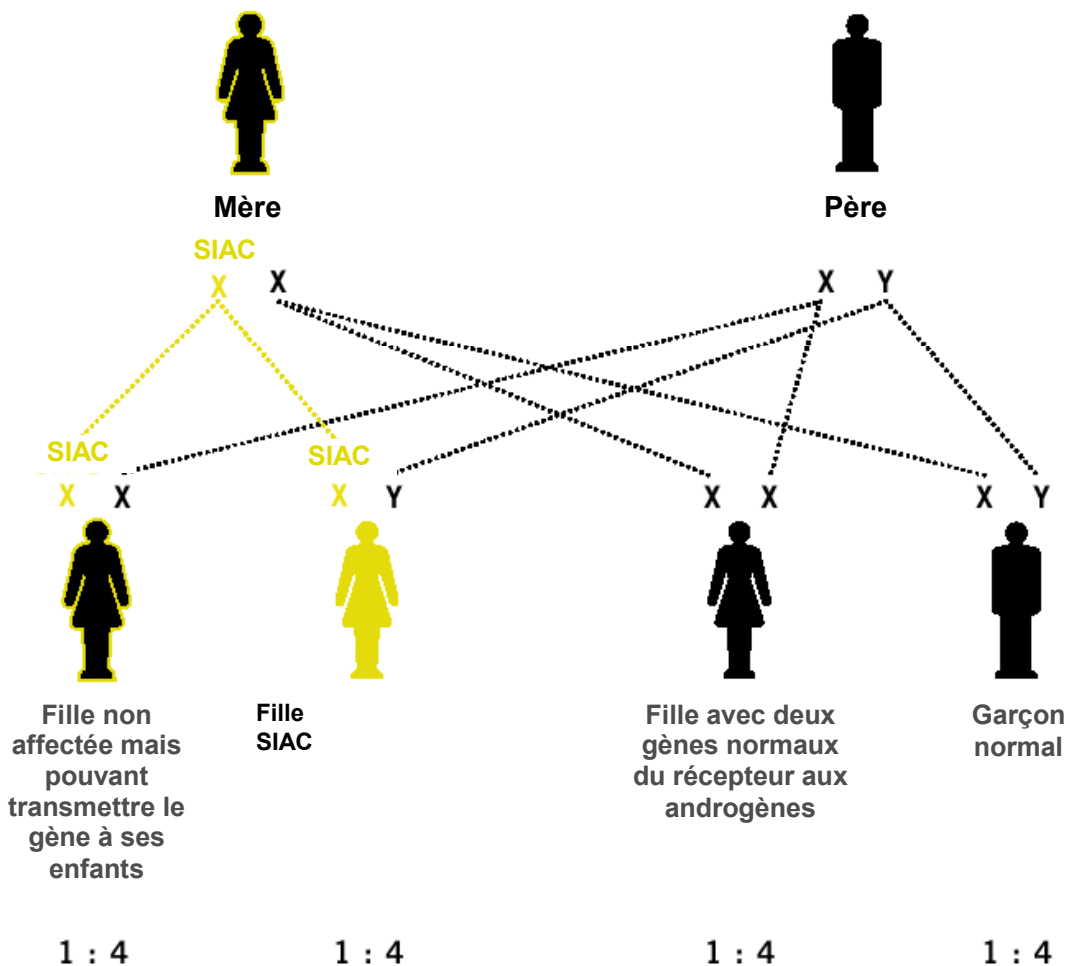 Mère
Père
SIAC
X X
X Y
SIAC
SIAC
X X
X Y
X X
X Y
Fille non
affectée mais
pouvant
transmettre le
gène à ses
enfants
Fille
SIAC
Fille avec deux
gènes normaux
du récepteur aux
androgènes
Garçon
normal
1 : 4
1 : 4
1 : 4
1 : 4